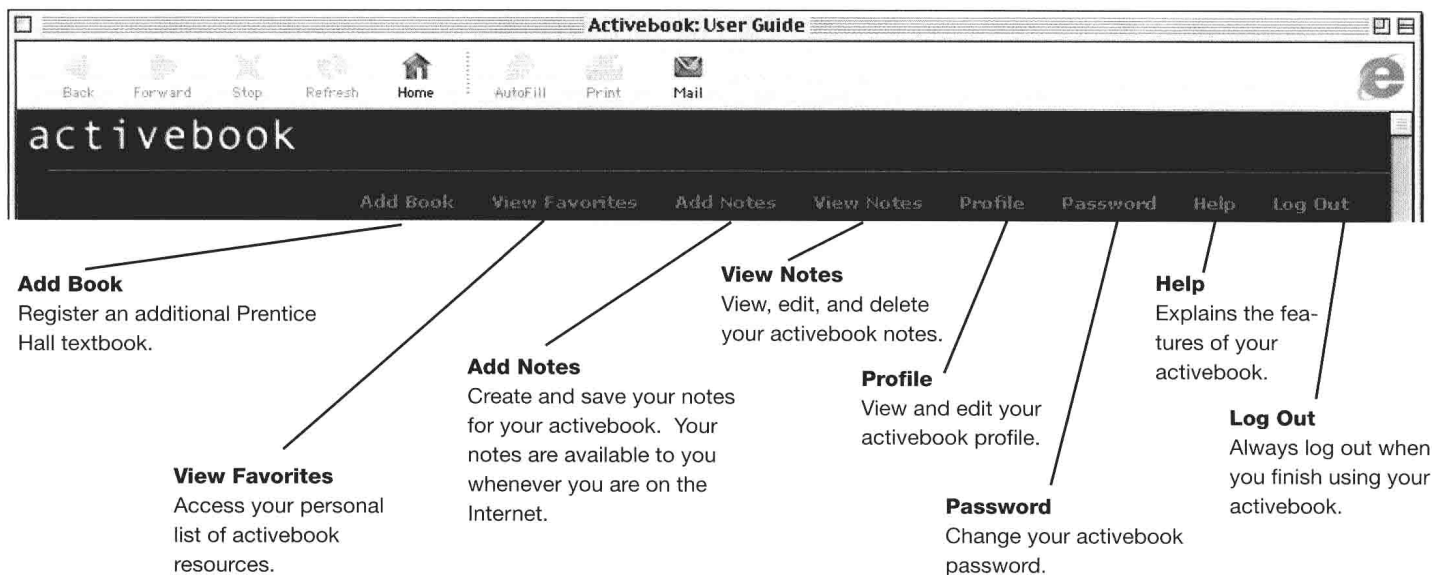 Activebook: User Guide
Back Forward Stop Refresh Home AutoFill Print Mail
activebook
Add Book View Favorites Add Notes View Notes Profile Password Help Log Out
Add Book
Register an additional Prentice
Hall textbook.
View Favorites
Access your personal
list of activebook
resources.
Add Notes
Create and save your notes
for your activebook. Your
notes are available to you
whenever you are on the
Internet.
View Notes
View, edit, and delete
your activebook notes.
Profile
View and edit your
activebook profile.
Password
Change your activebook
password.
Help
Explains the fea-
tures of your
activebook.
Log Out
Always log out when
you finish using your
activebook.